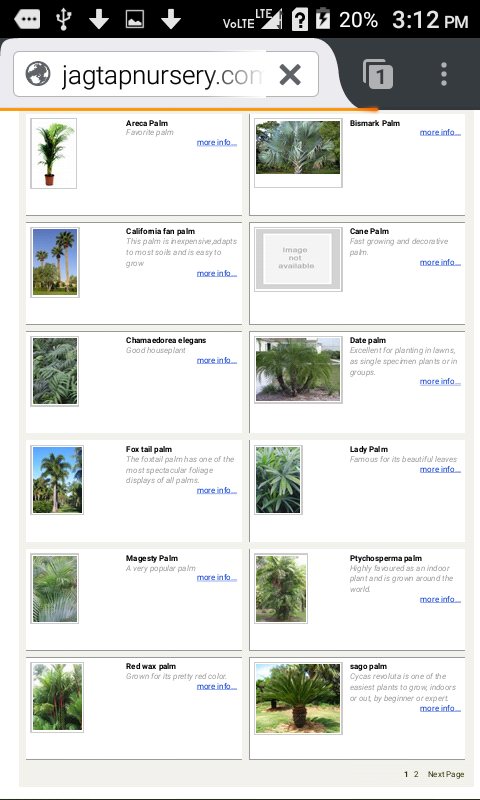 VoLTE LTE 20% 3:12 PM
jagtapnursery.com
1
Areca Palm
Favorite palm
more info...
Bismark Palm
more info...
California fan palm
This palm is inexpensive,adapts
to most soils and is easy to
grow
more info...
Image
not
available
Cane Palm
Fast growing and decorative
palm.
more info...
Chamaedorea elegans
Good houseplant
more info...
Date palm
Excellent for planting in lawns,
as single specimen plants or in
groups.
more info...
Fox tail palm
The foxtail palm has one of the
most spectacular foliage
displays of all palms.
more info...
Lady Palm
Famous for its beautiful leaves
more info...
Magesty Palm
A very popular palm
more info...
Ptychosperma palm
Highly favoured as an indoor
plant and is grown around the
world.
more info...
Red wax palm
Grown for its pretty red color.
more info...
sago palm
Cycas revoluta is one of the
easiest plants to grow, indoors
or out, by beginner or expert.
more info...
1 2 Next Page